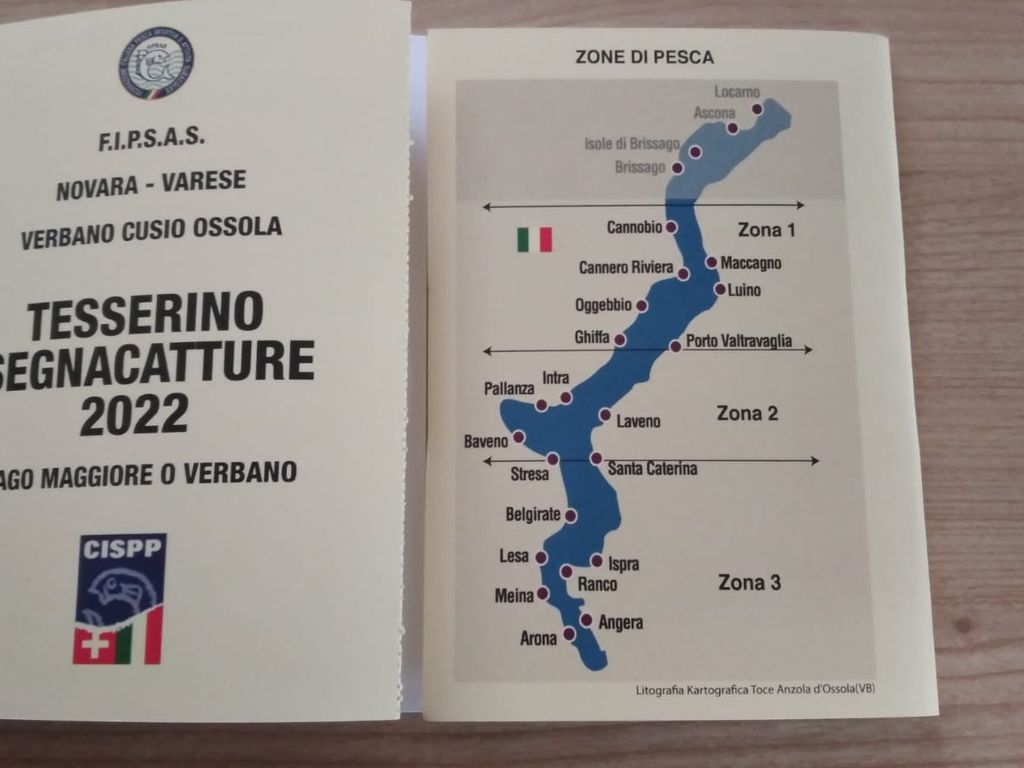 F.I.P.S.A.S.
NOVARA - VARESE
VERBANO CUSIO OSSOLA
TESSERINO
SEGNACATTURE
2022
AGO MAGGIORE O VERBANO
CISPP
ZONE DI PESCA
Locarno
Ascona
Isole di Brissago
Brissago
Cannobio
Zona 1
Cannero Riviera
Maccagno
Luino
Oggebbio
Ghiffa
Porto Valtravaglia
Intra
Pallanza
Zona 2
Laveno
Baveno
Stresa
Santa Caterina
Belgirate
Lesa
Ispra
Ranco
Zona 3
Meina
Angera
Arona
Litografia Kartografica Toce Anzola d'Ossola(VB)